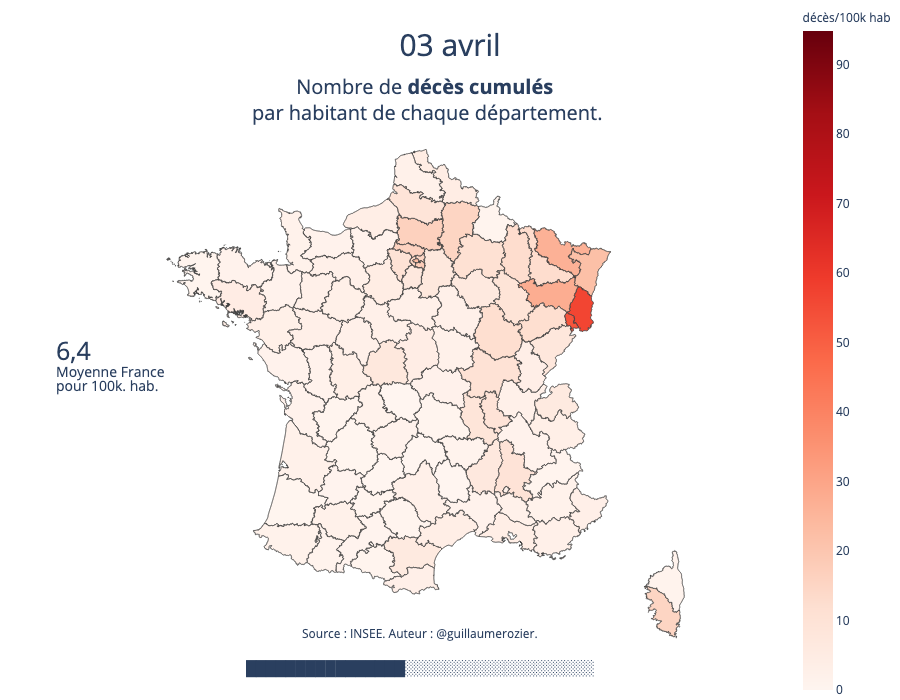 03 avril
Nombre de décès cumulés
par habitant de chaque département.
décès/100k hab
90
80
70
60
50
40
30
20
10
0
6,4
Moyenne France
pour 100k. hab.
Source : INSEE. Auteur : @guillaumerozier.